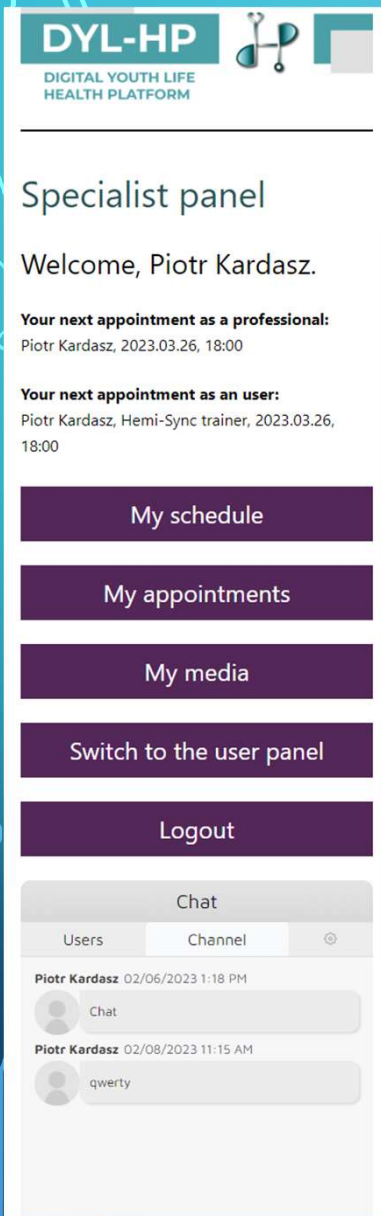 DYL-HP
DIGITAL YOUTH LIFE
HEALTH PLATFORM
Specialist panel
Welcome, Piotr Kardasz.
Your next appointment as a professional:
Piotr Kardasz, 2023.03.26, 18:00
Your next appointment as an user:
Piotr Kardasz, Hemi-Sync trainer, 2023.03.26,
18:00
My schedule
My appointments
My media
Switch to the user panel
Logout
Chat
Users Channel
Piotr Kardasz 02/06/2023 1:18 PM
Chat
Piotr Kardasz 02/08/2023 11:15 AM
qwerty